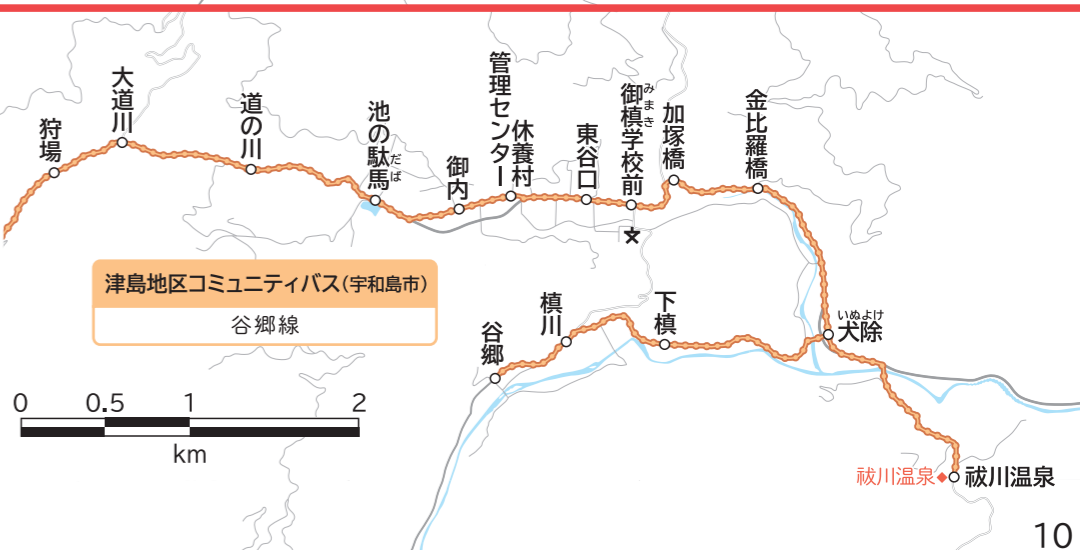 狩場
大道川
道の川
池の駄馬
だば
御内
管理センター
休養村
東谷口
御槙学校前
みまき
加塚橋
金比羅橋
津島地区コミュニティバス(宇和島市)
谷郷線
谷郷
槙川
下槙
いぬよけ
犬除
0 0.5 1 2
km
祓川温泉
祓川温泉
10